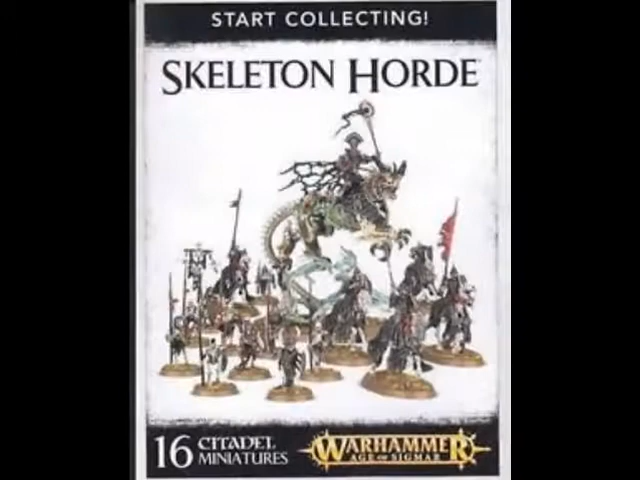 START COLLECTING!
SKELETON HORDE
16 CITADEL
MINIATURES
WARHAMMER
AGE OF SIGMAR